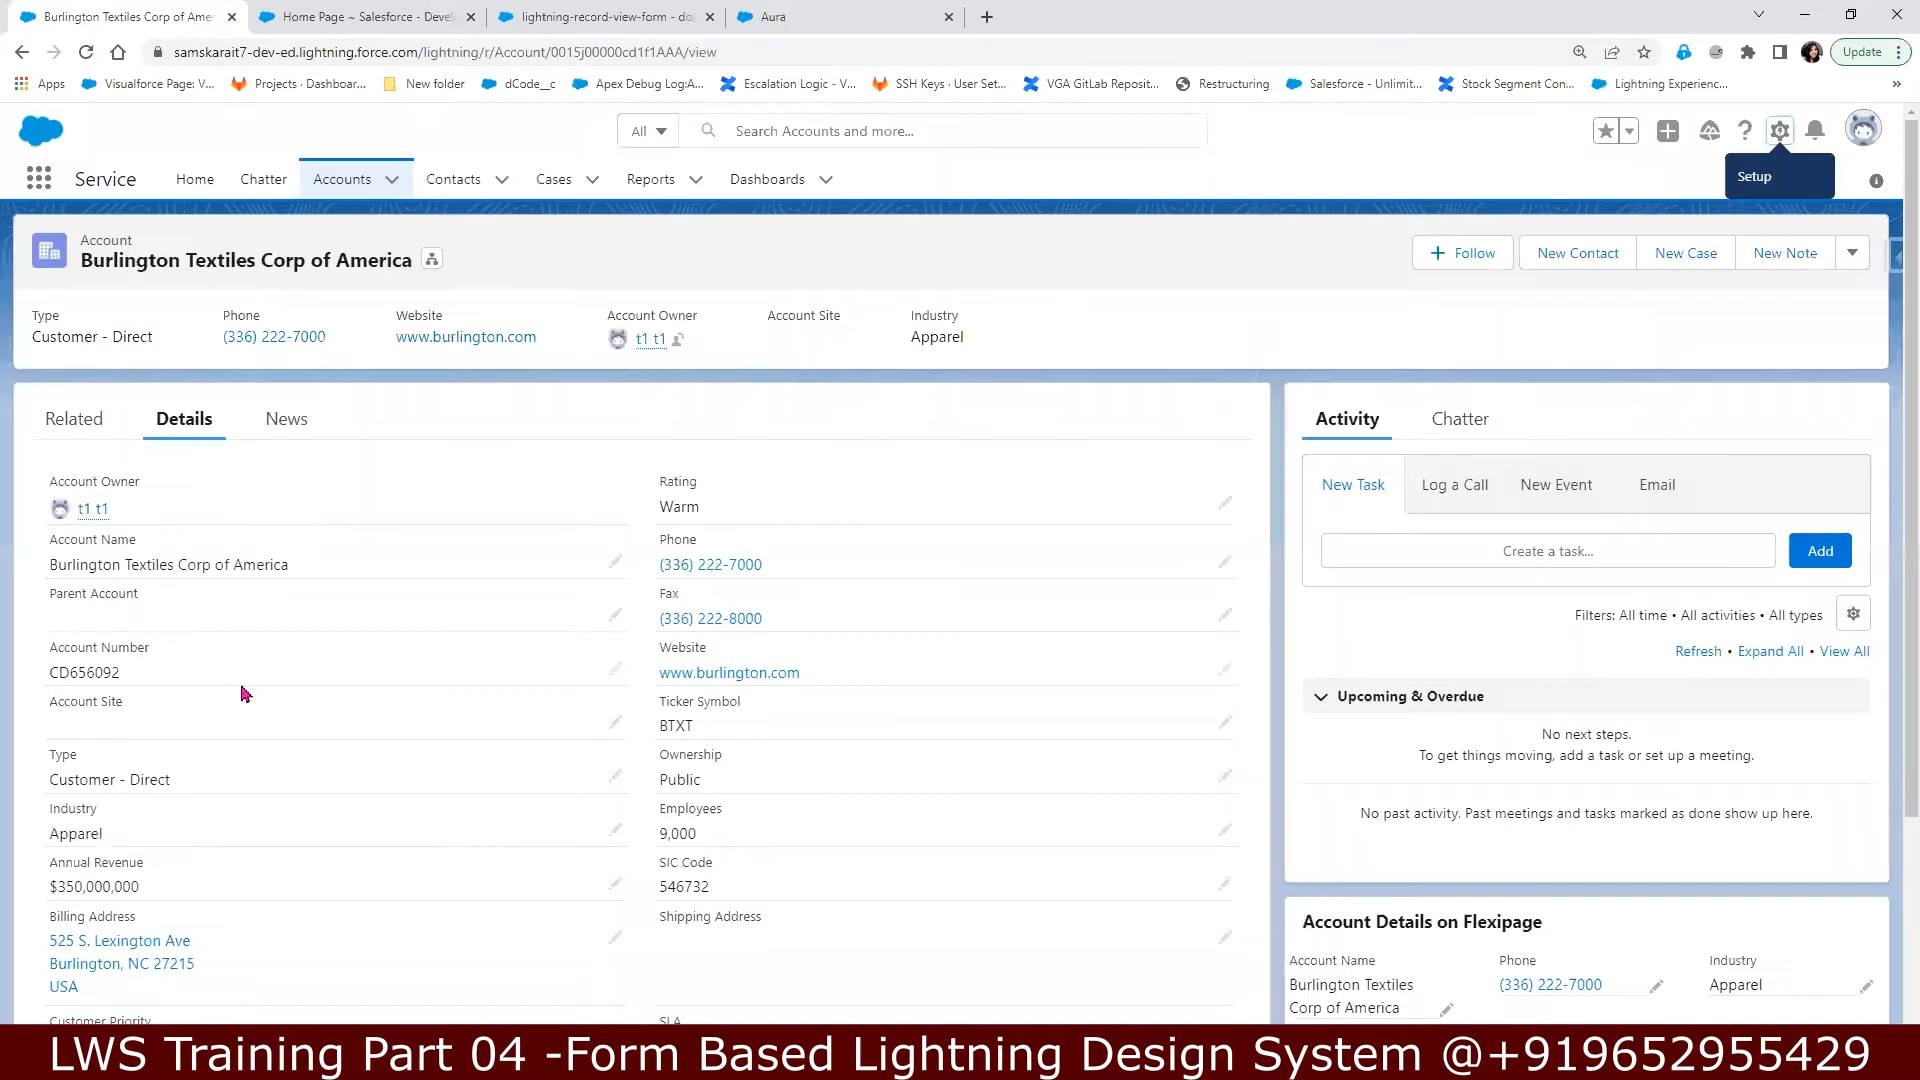 Burlington Textiles Corp of Ame
Home Page ~ Salesforce - Devel
lightning-record-view-form - do
Aura
samskarait7-dev-ed.lightning.force.com/lightning/r/Account/0015j00000cd1f1AAA/view
Update
Apps
Visualforce Page: V...
Projects · Dashboar...
New folder
dCode__c
Apex Debug Log:A...
Escalation Logic - V...
SSH Keys · User Set...
VGA GitLab Reposit...
Restructuring
Salesforce - Unlimit...
Stock Segment Con...
Lightning Experienc...
All
Search Accounts and more...
Service
Home
Chatter
Accounts
Contacts
Cases
Reports
Dashboards
Setup
Account
Burlington Textiles Corp of America
Follow
New Contact
New Case
New Note
Type
Customer - Direct
Phone
(336) 222-7000
Website
www.burlington.com
Account Owner
t1 t1
Account Site
Industry
Apparel
Related
Details
News
Account Owner
t1 t1
Rating
Warm
Account Name
Burlington Textiles Corp of America
Phone
(336) 222-7000
Parent Account
Fax
(336) 222-8000
Account Number
CD656092
Website
www.burlington.com
Account Site
Ticker Symbol
BTXT
Type
Customer - Direct
Ownership
Public
Industry
Apparel
Employees
9,000
Annual Revenue
$350,000,000
SIC Code
546732
Billing Address
525 S. Lexington Ave
Burlington, NC 27215
USA
Shipping Address
Customer Priority
SLA
Activity
Chatter
New Task
Log a Call
New Event
Email
Create a task...
Add
Filters: All time • All activities • All types
Refresh • Expand All • View All
Upcoming & Overdue
No next steps.
To get things moving, add a task or set up a meeting.
No past activity. Past meetings and tasks marked as done show up here.
Account Details on Flexipage
Account Name
Burlington Textiles
Corp of America
Phone
(336) 222-7000
Industry
Apparel
LWS Training Part 04 -Form Based Lightning Design System @+919652955429